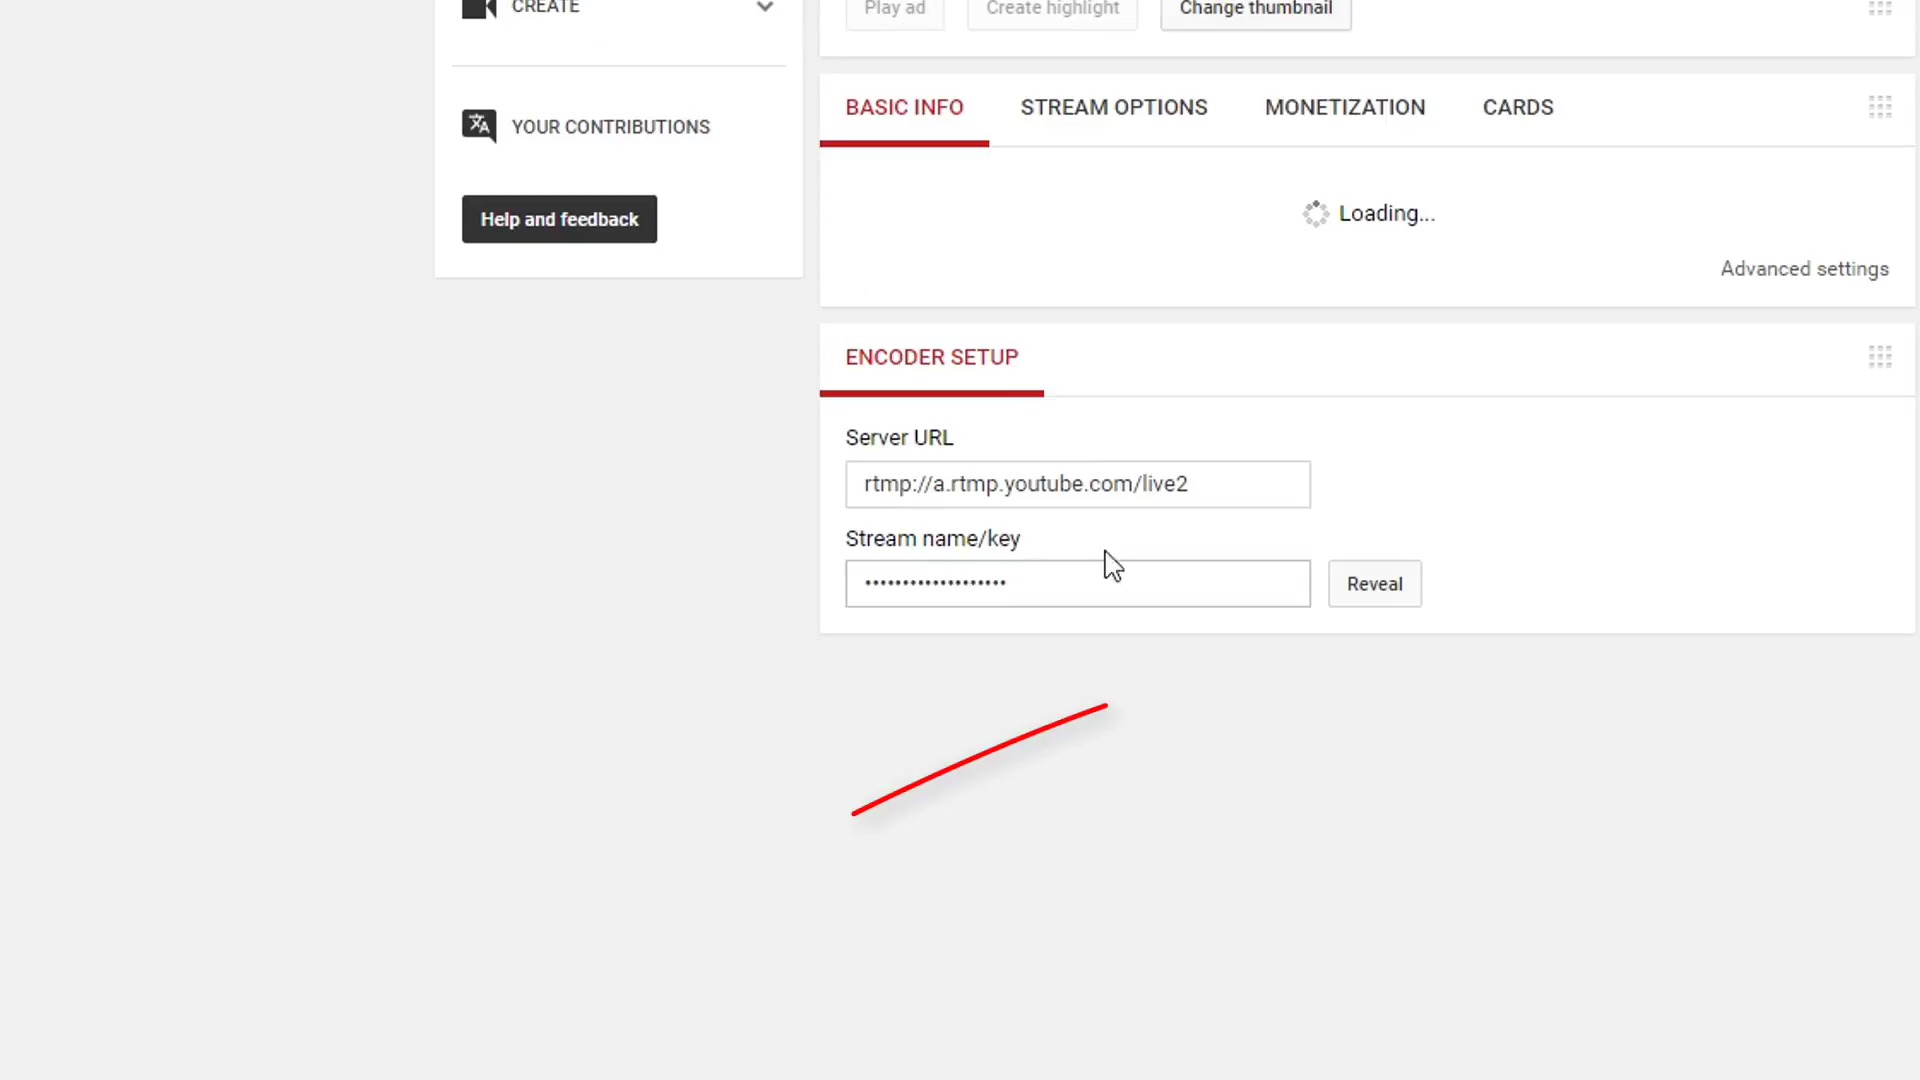 CREATE
YOUR CONTRIBUTIONS
Help and feedback
Play ad
Create highlight
Change thumbnail
BASIC INFO
STREAM OPTIONS
MONETIZATION
CARDS
Loading...
Advanced settings
ENCODER SETUP
Server URL
rtmp://a.rtmp.youtube.com/live2
Stream name/key
•••••••••••••••••••
Reveal